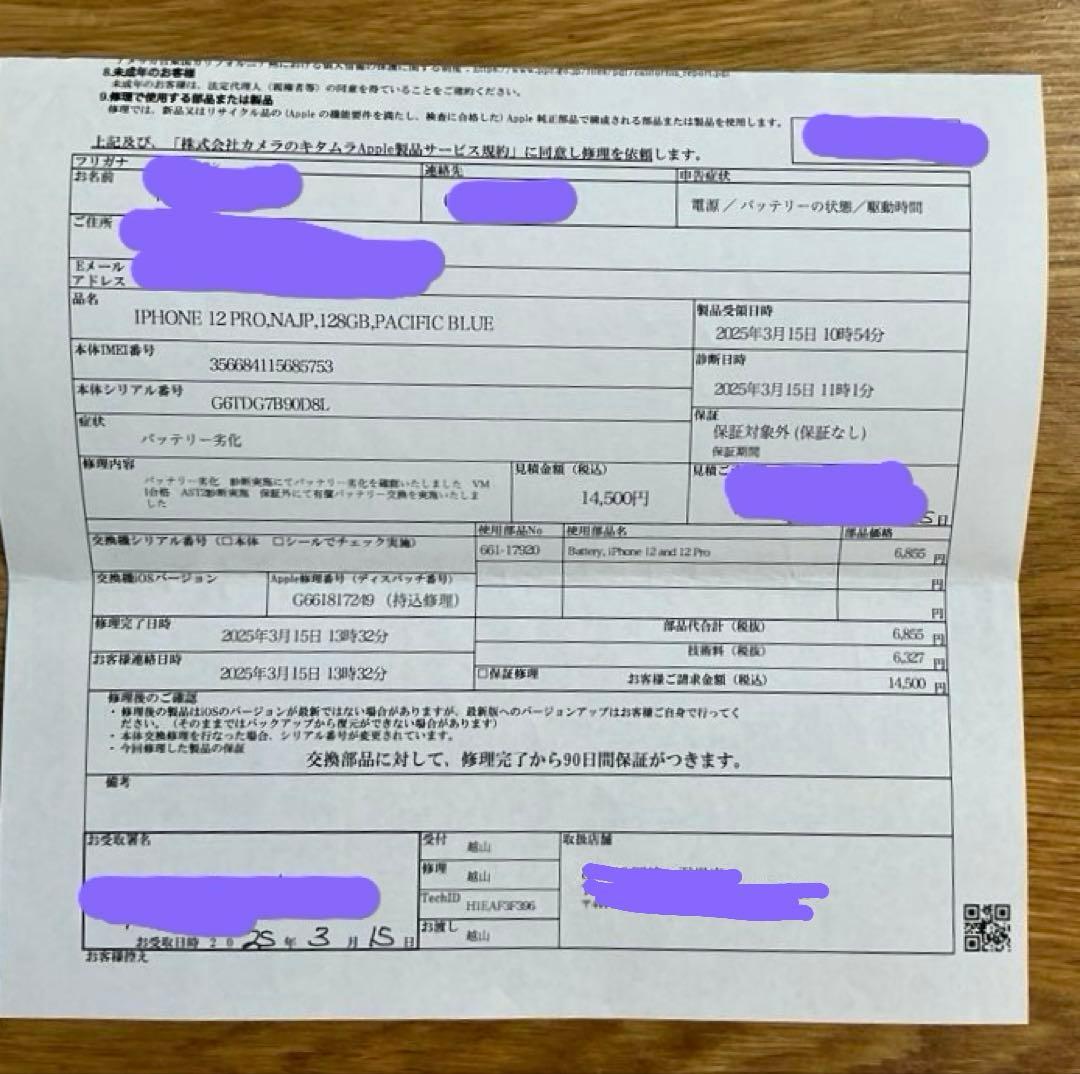 8.未成年のお客様
未成年のお客様は、法定代理人（親権者等）の同意を得ていることをご確認ください。
9.修理で使用する部品または製品
修理では、新品又はリサイクル品の (Apple の機能要件を満たし、検査に合格した) Apple 純正部品で構成される部品または製品を使用します。
上記及び、「株式会社カメラのキタムラApple製品サービス規約」に同意し修理を依頼します。
フリガナ
お名前
連絡先
申告症状
電源／バッテリーの状態／駆動時間
ご住所
Eメール
アドレス
品名
IPHONE 12 PRO,NAJP,128GB,PACIFIC BLUE
製品受領日時
2025年3月15日 10時54分
本体IMEI番号
356684115685753
診断日時
2025年3月15日 11時1分
本体シリアル番号
G6TDG7B90D8L
保証
保証対象外 (保証なし)
保証期間
症状
バッテリー劣化
修理内容
バッテリー劣化 診断実施にてバッテリー劣化を確認いたしました VM
I合格 AST2診断実施 保証外にて有償バッテリー交換を実施いたしま
した
見積金額（税込）
14,500円
見積ご
5日
交換機シリアル番号（□本体 □シールでチェック実施）
使用部品No
使用部品名
部品価格
661-17920
Battery, iPhone 12 and 12 Pro
6,855 円
円
円
交換機iOSバージョン
Apple修理番号（ディスパッチ番号）
G661817249 （持込修理）
修理完了日時
2025年3月15日 13時32分
部品代合計（税抜）
6,855 円
技術料（税抜）
6,327 円
お客様連絡日時
2025年3月15日 13時32分
□保証修理
お客様ご請求金額（税込）
14,500 円
修理後のご確認
・修理後の製品はiOSのバージョンが最新ではない場合がありますが、最新版へのバージョンアップはお客様ご自身で行ってく
ださい。（そのままではバックアップから復元ができない場合があります）
・本体交換修理を行なった場合、シリアル番号が変更されています。
・今回修理した製品の保証
交換部品に対して、修理完了から90日間保証がつきます。
備考
お受取署名
受付
越山
取扱店舗
修理
越山
TechID
H1EAF3F396
お渡し
越山
〒
お受取日時 2 0 25 年 3 月 15 日
お客様控え